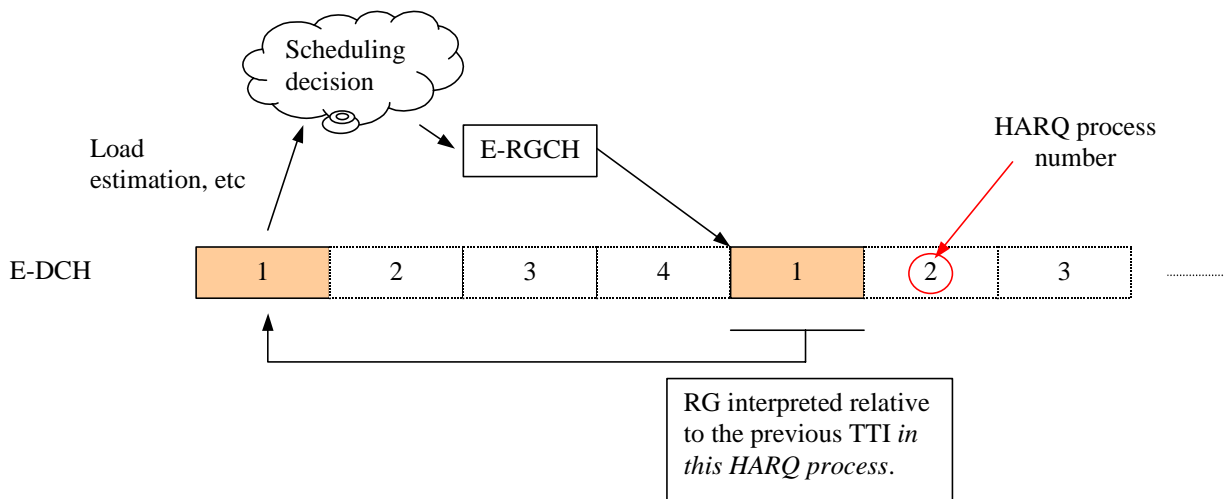 Scheduling
decision
Load
estimation, etc
E-RGCH
HARQ process
number
E-DCH
1
2
3
4
1
2
3
RG interpreted relative
to the previous TTI in
this HARQ process.